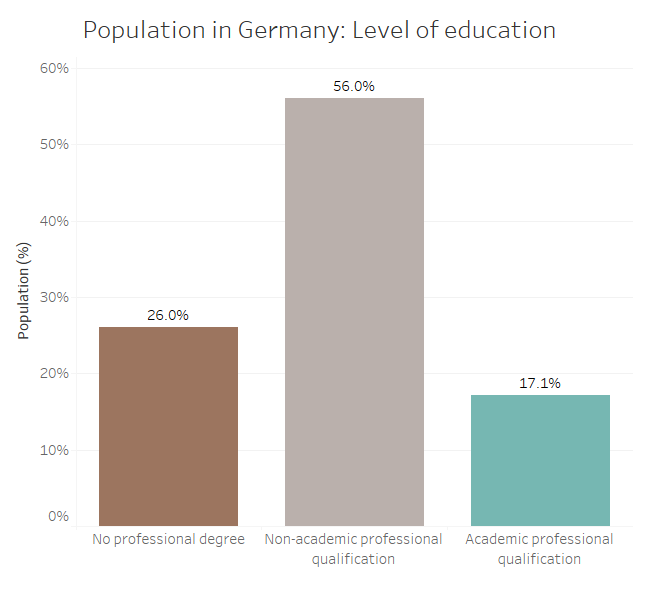 Population in Germany: Level of education
Population (%)
60%
50%
40%
30%
20%
10%
0%
26.0%
56.0%
17.1%
No professional degree
Non-academic professional
qualification
Academic professional
qualification